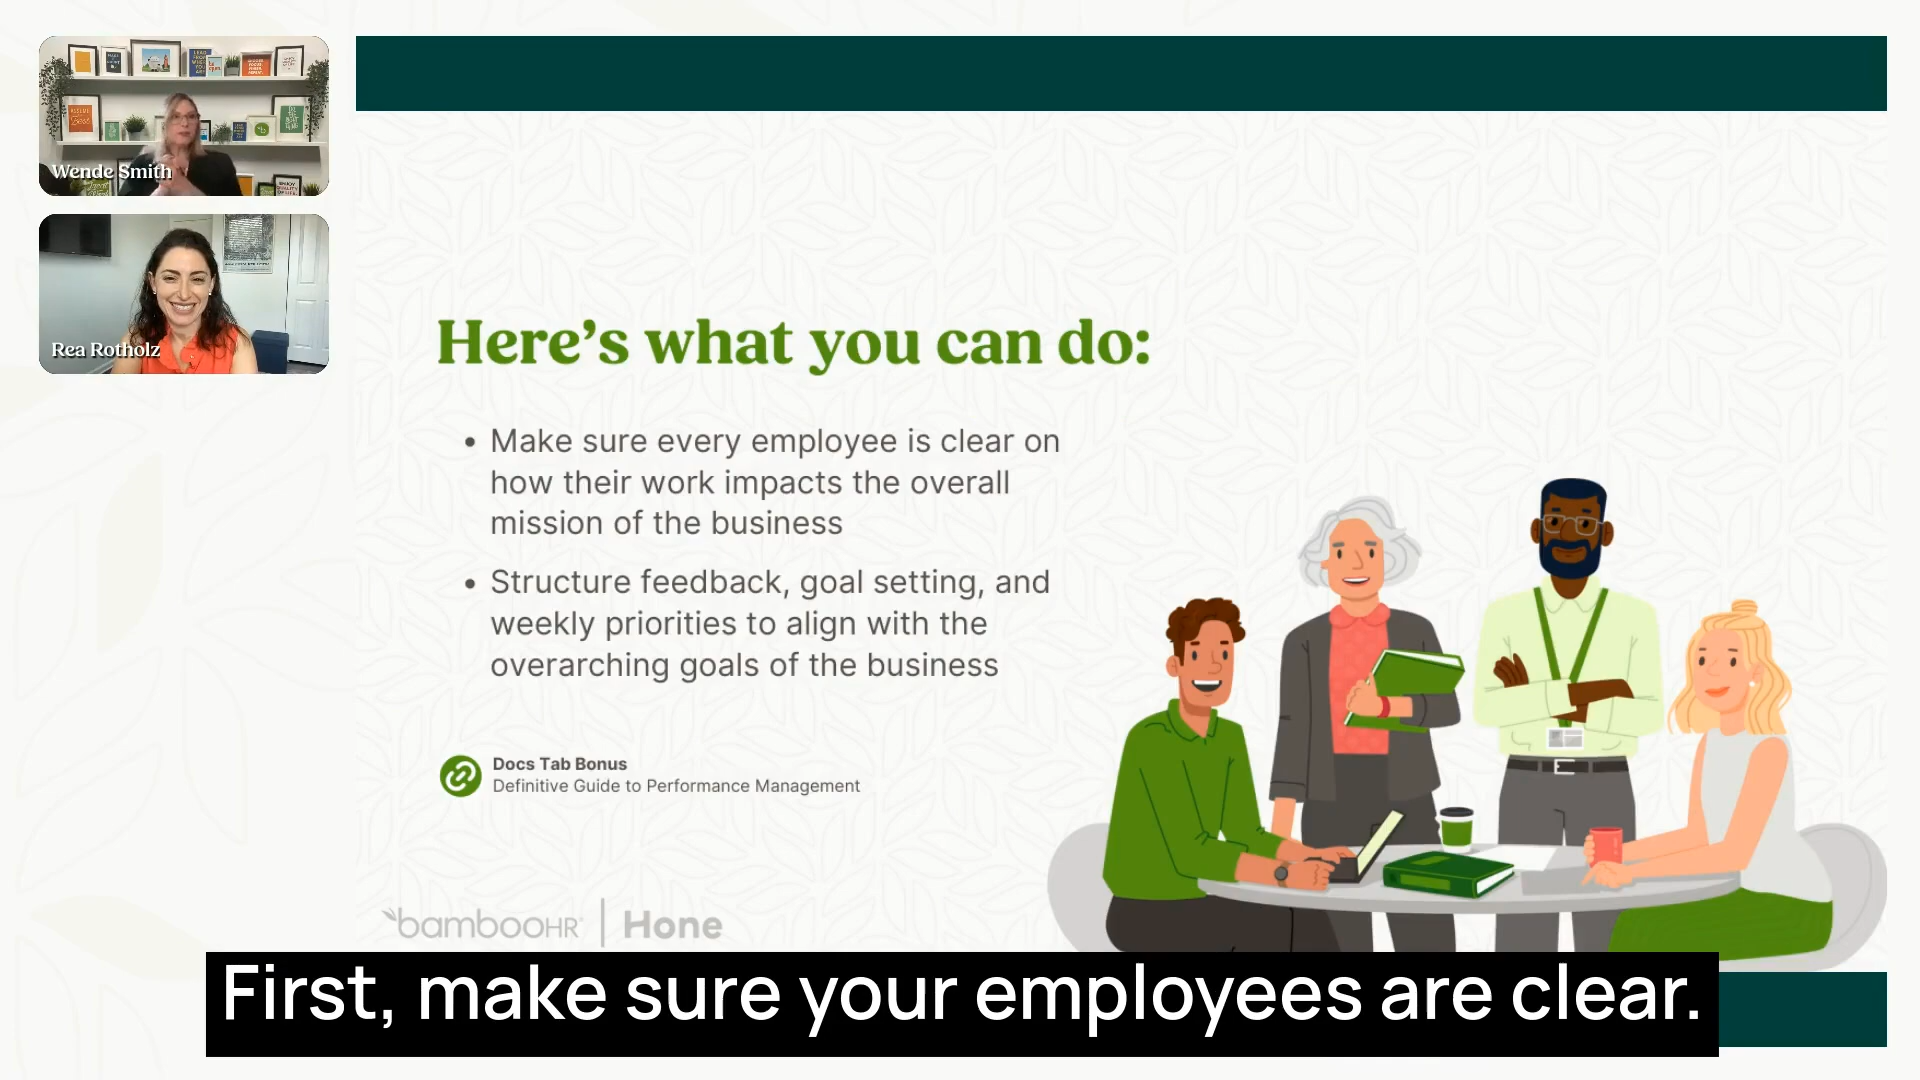 Wende Smith
Rea Rotholz
Here's what you can do:
• Make sure every employee is clear on
how their work impacts the overall
mission of the business
• Structure feedback, goal setting, and
weekly priorities to align with the
overarching goals of the business
Docs Tab Bonus
Definitive Guide to Performance Management
bambooHR | Hone
First, make sure your employees are clear.